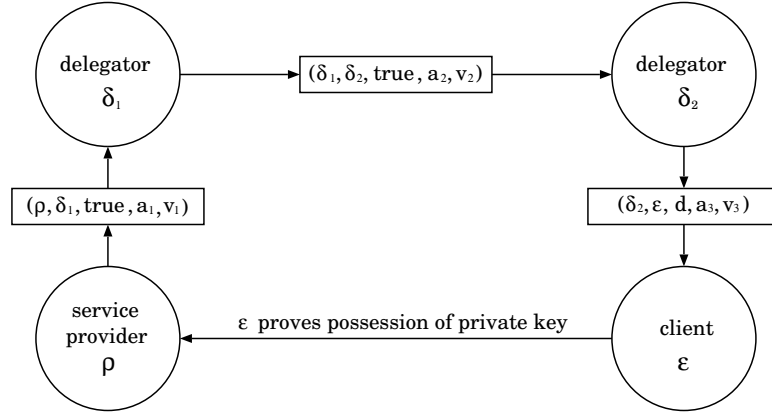 delegator
δ₁
(δ₁, δ₂, true, a₂, v₂)
delegator
δ₂
(ρ, δ₁, true, a₁, v₁)
(δ₂, ε, d, a₃, v₃)
service
provider
ρ
ε proves possession of private key
client
ε